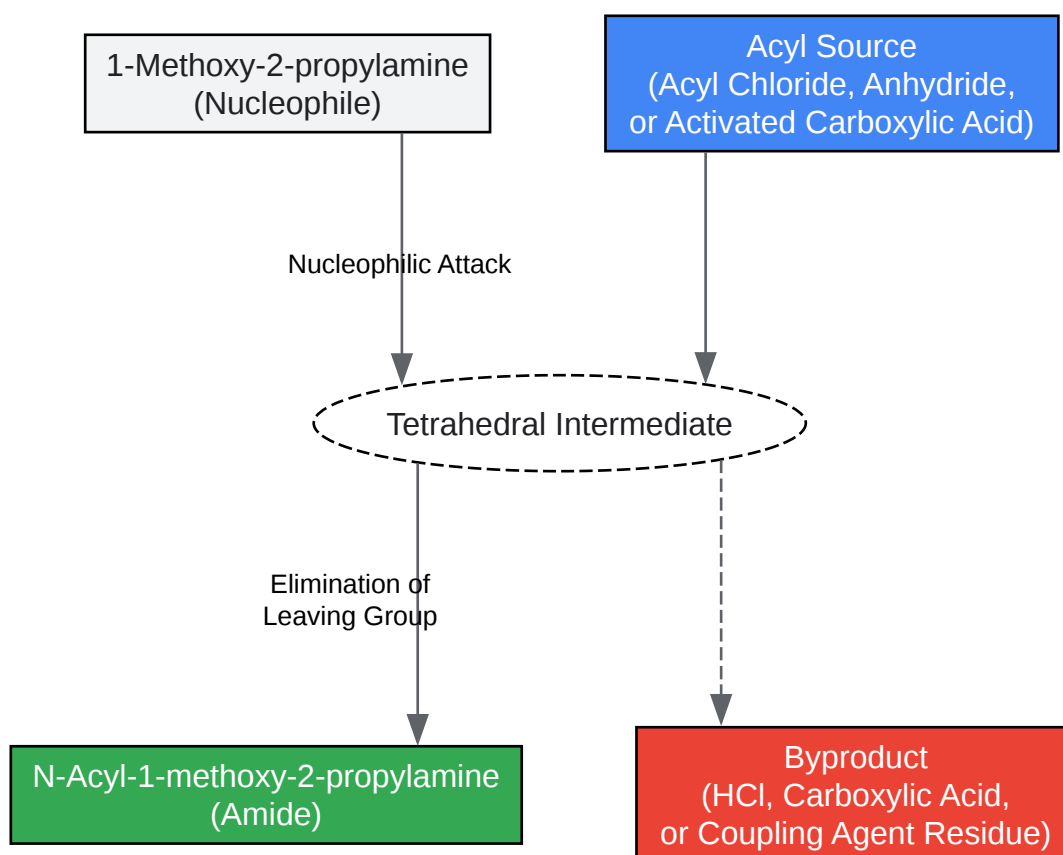 1-Methoxy-2-propylamine
(Nucleophile)
Acyl Source
(Acyl Chloride, Anhydride,
or Activated Carboxylic Acid)
Nucleophilic Attack
Tetrahedral Intermediate
Elimination of
Leaving Group
N-Acyl-1-methoxy-2-propylamine
(Amide)
Byproduct
(HCl, Carboxylic Acid,
or Coupling Agent Residue)